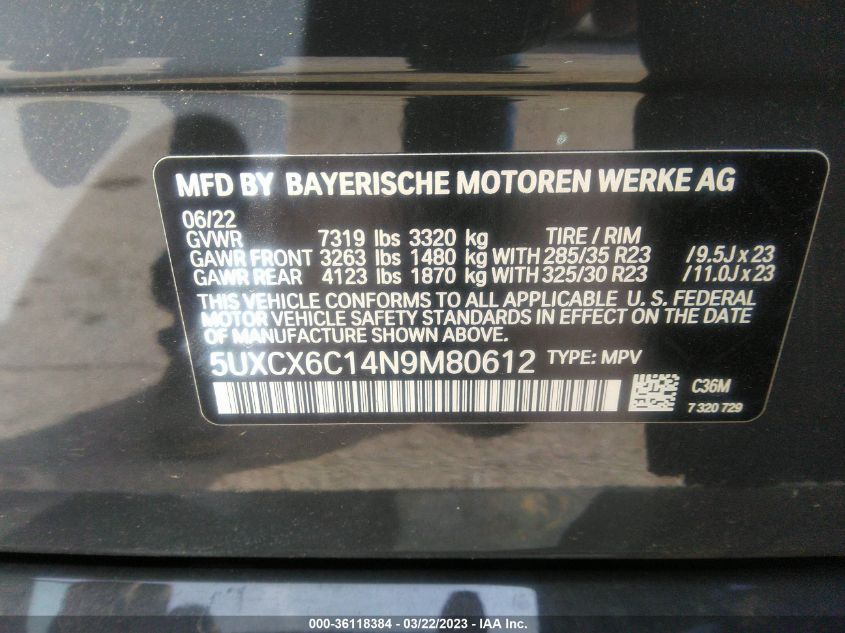 MFD BY BAYERISCHE MOTOREN WERKE AG
06/22
GVWR 7319 lbs 3320 kg TIRE / RIM
GAWR FRONT 3263 lbs 1480 kg WITH 285/35 R23 /9.5J x 23
GAWR REAR 4123 lbs 1870 kg WITH 325/30 R23 /11.0J x 23
THIS VEHICLE CONFORMS TO ALL APPLICABLE U. S. FEDERAL
MOTOR VEHICLE SAFETY STANDARDS IN EFFECT ON THE DATE
OF MANUFACTURE SHOWN ABOVE.
5UXCX6C14N9M80612 TYPE: MPV
C36M
7 320 729
000-36118384 - 03/22/2023 - IAA Copart